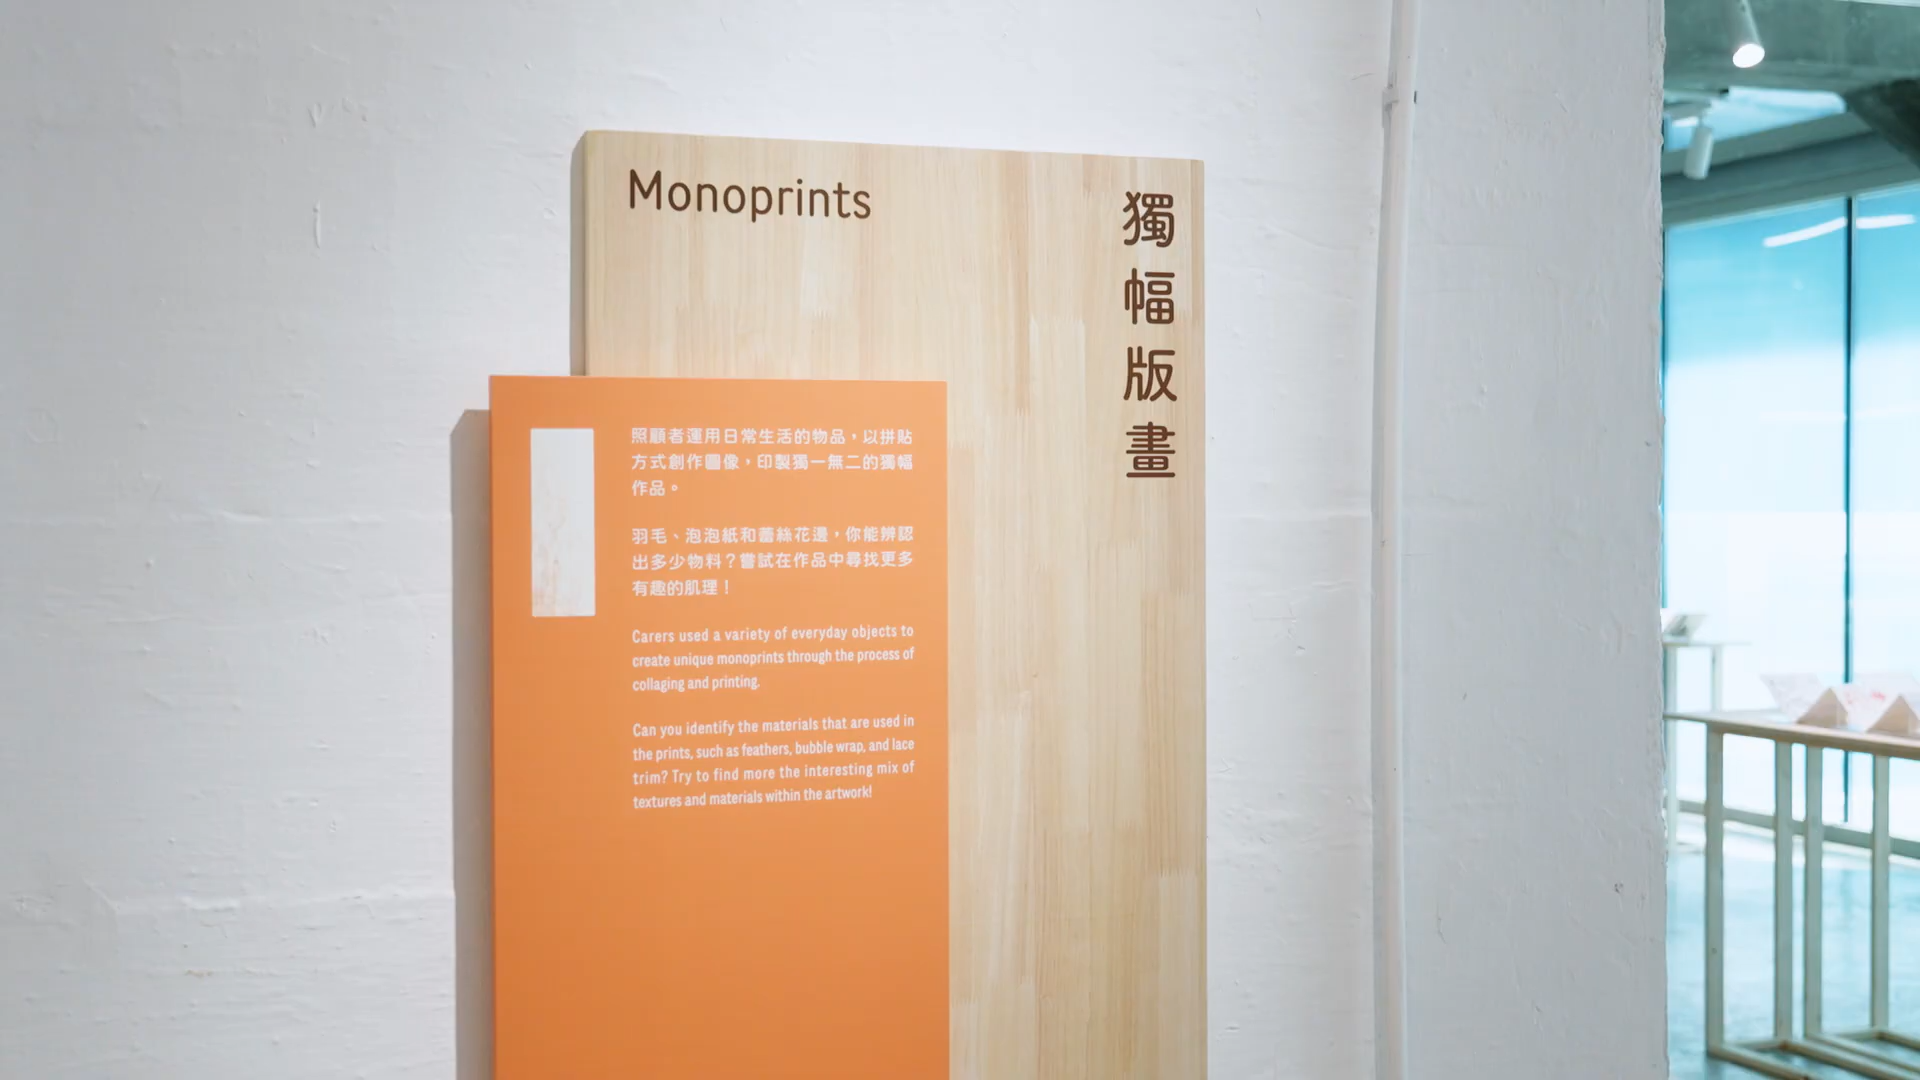 Monoprints
獨幅版畫
照顧者運用日常生活的物品，以拼貼
方式創作圖像，印製獨一無二的獨幅
作品。
羽毛、泡泡紙和蕾絲花邊，你能辨認
出多少物料？嘗試在作品中尋找更多
有趣的肌理！
Carers used a variety of everyday objects to
create unique monoprints through the process of
collaging and printing.
Can you identify the materials that are used in
the prints, such as feathers, bubble wrap, and lace
trim? Try to find more the interesting mix of
textures and materials within the artwork!